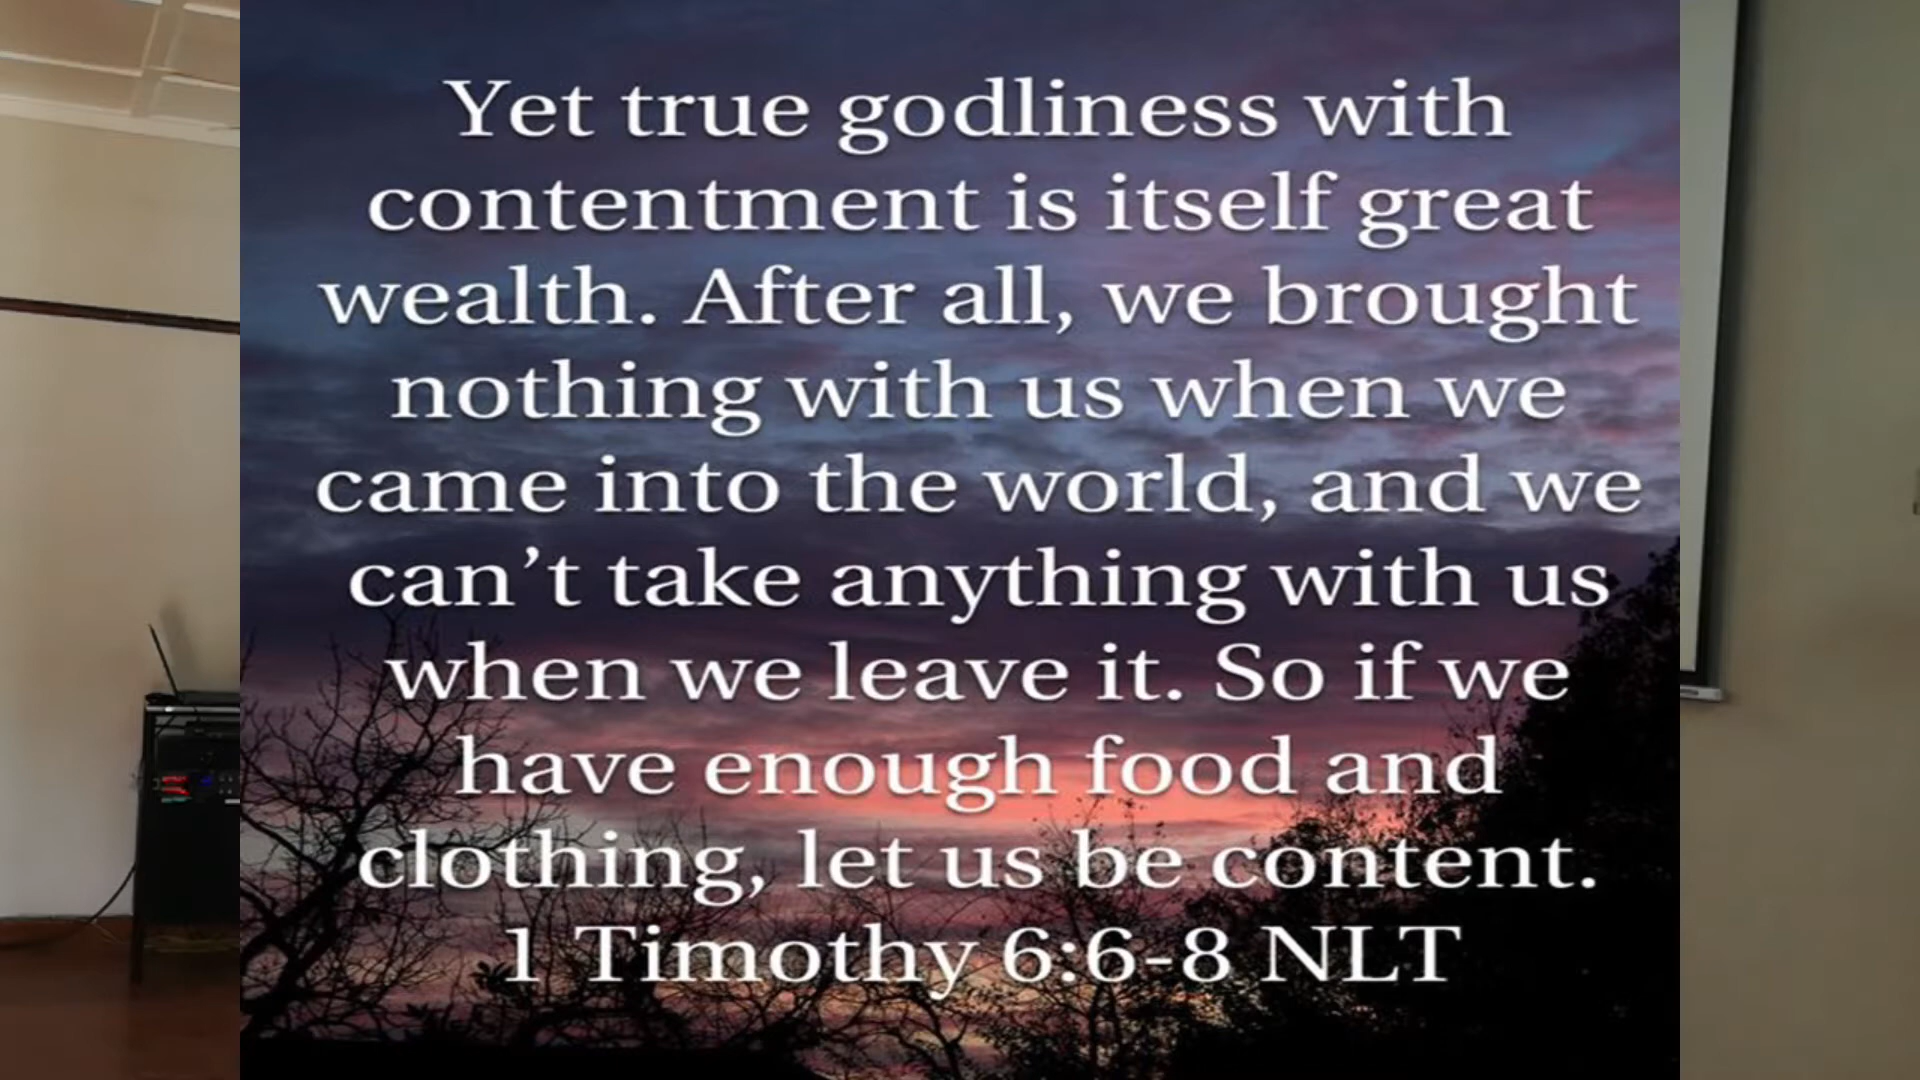 Yet true godliness with
contentment is itself great
wealth. After all, we brought
nothing with us when we
came into the world, and we
can’t take anything with us
when we leave it. So if we
have enough food and
clothing, let us be content.
1 Timothy 6:6-8 NLT